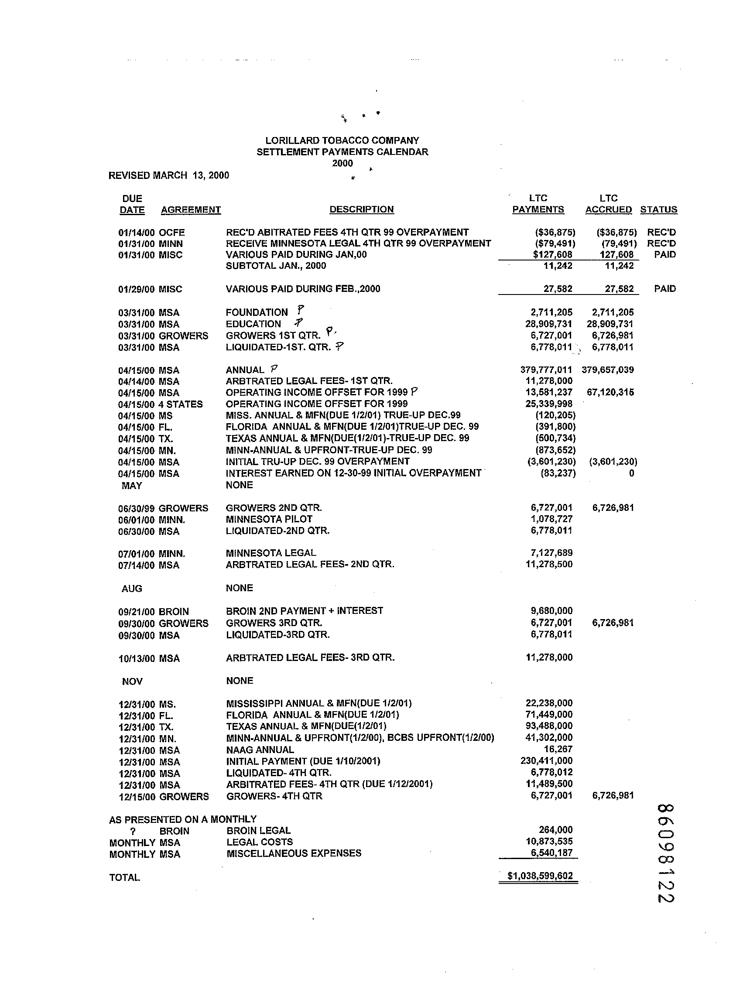 LORILLARD TOBACCO COMPANY
SETTLEMENT PAYMENTS CALENDAR
2000
REVISED MARCH 13, 2000
DUE LTC LTC
DATE AGREEMENT DESCRIPTION PAYMENTS ACCRUED STATUS
01/14/00 OCFE REC'D ABITRATED FEES 4TH QTR 99 OVERPAYMENT ($36,875) ($36,875) REC'D
01/31/00 MINN RECEIVE MINNESOTA LEGAL 4TH QTR 99 OVERPAYMENT ($79,491) (79,491) REC'D
01/31/00 MISC VARIOUS PAID DURING JAN,00 $127,608 127,608 PAID
SUBTOTAL JAN., 2000 11,242 11,242
01/29/00 MISC VARIOUS PAID DURING FEB.,2000 27,582 27,582 PAID
03/31/00 MSA FOUNDATION P 2,711,205 2,711,205
03/31/00 MSA EDUCATION P 28,909,731 28,909,731
03/31/00 GROWERS GROWERS 1ST QTR. P. 6,727,001 6,726,981
03/31/00 MSA LIQUIDATED-1ST. QTR. P 6,778,011 6,778,011
04/15/00 MSA ANNUAL P 379,777,011 379,657,039
04/14/00 MSA ARBTRATED LEGAL FEES- 1ST QTR. 11,278,000
04/15/00 MSA OPERATING INCOME OFFSET FOR 1999 P 13,581,237 67,120,315
04/15/00 4 STATES OPERATING INCOME OFFSET FOR 1999 25,339,998
04/15/00 MS MISS. ANNUAL & MFN(DUE 1/2/01) TRUE-UP DEC.99 (120,205)
04/15/00 FL. FLORIDA ANNUAL & MFN(DUE 1/2/01)TRUE-UP DEC. 99 (391,800)
04/15/00 TX. TEXAS ANNUAL & MFN(DUE(1/2/01)-TRUE-UP DEC. 99 (500,734)
04/15/00 MN. MINN-ANNUAL & UPFRONT-TRUE-UP DEC. 99 (873,652)
04/15/00 MSA INITIAL TRU-UP DEC. 99 OVERPAYMENT (3,601,230) (3,601,230)
04/15/00 MSA INTEREST EARNED ON 12-30-99 INITIAL OVERPAYMENT (83,237) 0
MAY NONE
06/30/99 GROWERS GROWERS 2ND QTR. 6,727,001 6,726,981
06/01/00 MINN. MINNESOTA PILOT 1,078,727
06/30/00 MSA LIQUIDATED-2ND QTR. 6,778,011
07/01/00 MINN. MINNESOTA LEGAL 7,127,689
07/14/00 MSA ARBTRATED LEGAL FEES- 2ND QTR. 11,278,500
AUG NONE
09/21/00 BROIN BROIN 2ND PAYMENT + INTEREST 9,680,000
09/30/00 GROWERS GROWERS 3RD QTR. 6,727,001 6,726,981
09/30/00 MSA LIQUIDATED-3RD QTR. 6,778,011
10/13/00 MSA ARBTRATED LEGAL FEES- 3RD QTR. 11,278,000
NOV NONE
12/31/00 MS. MISSISSIPPI ANNUAL & MFN(DUE 1/2/01) 22,238,000
12/31/00 FL. FLORIDA ANNUAL & MFN(DUE 1/2/01) 71,449,000
12/31/00 TX. TEXAS ANNUAL & MFN(DUE(1/2/01) 93,488,000
12/31/00 MN. MINN-ANNUAL & UPFRONT(1/2/00), BCBS UPFRONT(1/2/00) 41,302,000
12/31/00 MSA NAAG ANNUAL 16,267
12/31/00 MSA INITIAL PAYMENT (DUE 1/10/2001) 230,411,000
12/31/00 MSA LIQUIDATED- 4TH QTR. 6,778,012
12/31/00 MSA ARBITRATED FEES- 4TH QTR (DUE 1/12/2001) 11,489,500
12/15/00 GROWERS GROWERS- 4TH QTR 6,727,001 6,726,981
AS PRESENTED ON A MONTHLY
? BROIN BROIN LEGAL 264,000
MONTHLY MSA LEGAL COSTS 10,873,535
MONTHLY MSA MISCELLANEOUS EXPENSES 6,540,187
TOTAL $1,038,599,602
86098122